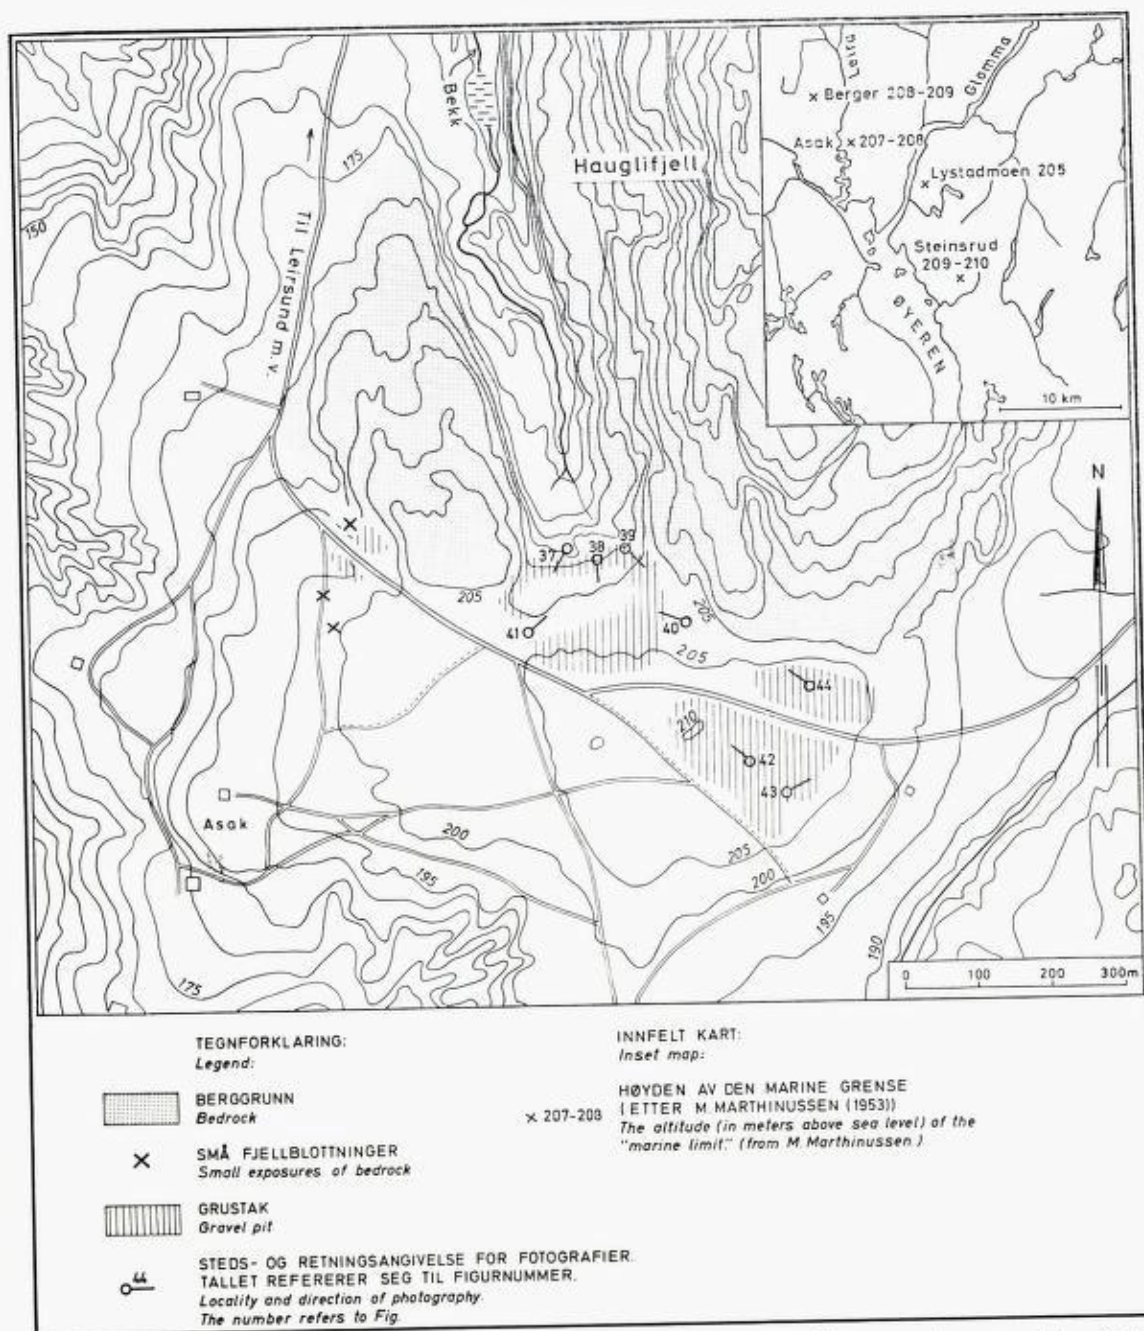 Bekk
Hauglifjell
175
150
Til Leirsund m.v.
Leira
Glomma
× Berger 208-209
Asak × 207-208
Lystadmoen 205
×
Steinsrud
209-210
×
ØYEREN
10 km
N
37
38
39
205
41
40
205
205
44
210
42
43
Asak
200
205
195
200
195
190
175
0 100 200 300m
TEGNFORKLARING:
Legend:
BERGGRUNN
Bedrock
SMÅ FJELLBLOTTNINGER
Small exposures of bedrock
GRUSTAK
Gravel pit
44
STEDS- OG RETNINGSANGIVELSE FOR FOTOGRAFIER.
TALLET REFERERER SEG TIL FIGURNUMMER.
Locality and direction of photography.
The number refers to Fig.
INNFELT KART:
Inset map:
× 207-208
HØYDEN AV DEN MARINE GRENSE
(ETTER M. MARTHINUSSEN (1953))
The altitude (in meters above sea level) of the
"marine limit." (from M. Marthinussen)